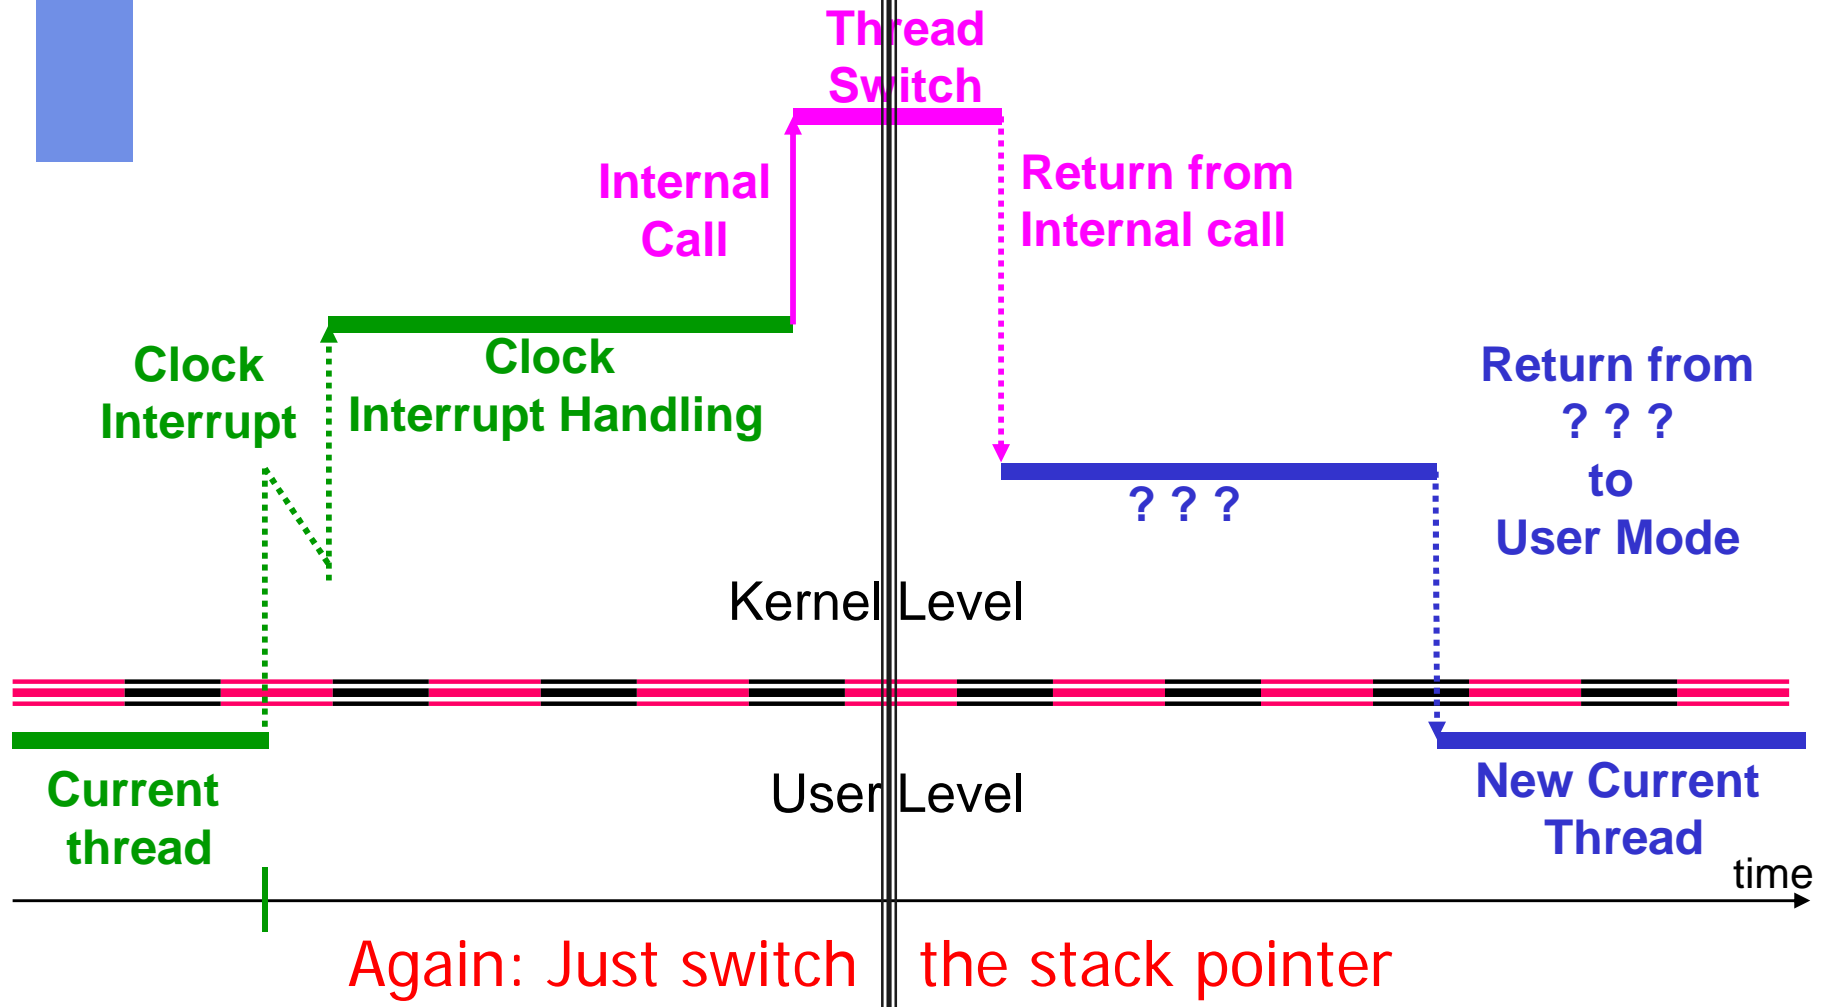 Thread
Switch
Internal
Call
Return from
Internal call
Clock
Interrupt
Clock
Interrupt Handling
Return from
? ? ?
to
User Mode
? ? ?
Kernel Level
Current
thread
User Level
New Current
Thread
time
Again: Just switch the stack pointer